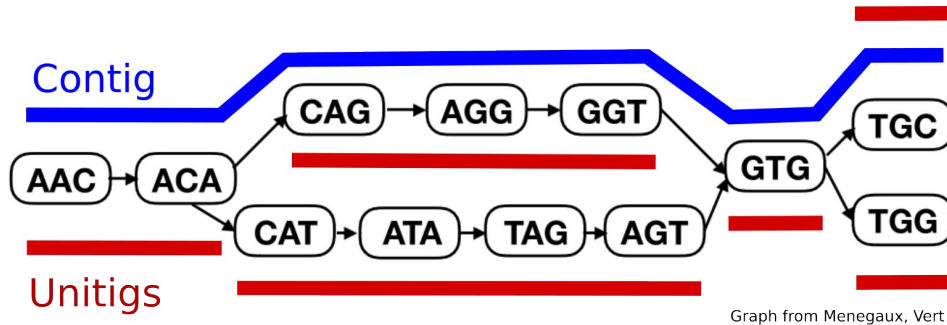 Contig
CAG
AGG
GGT
TGC
AAC
ACA
GTG
CAT
ATA
TAG
AGT
TGG
Unitigs
Graph from Menegaux, Vert